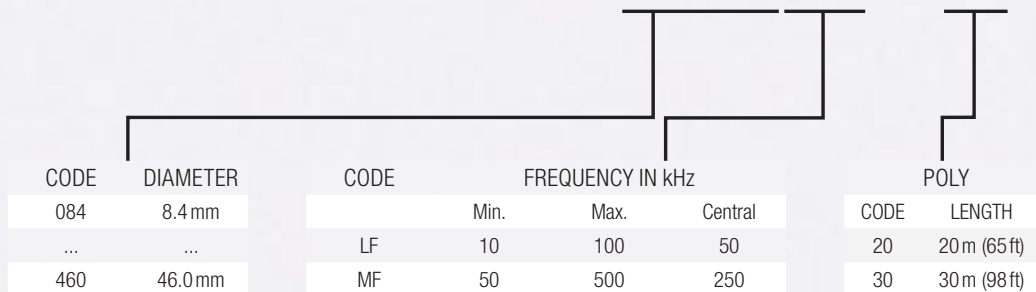 CODE DIAMETER CODE FREQUENCY IN kHz POLY
084 8.4 mm Min. Max. Central CODE LENGTH
... ... LF 10 100 50 20 20 m (65 ft)
460 46.0 mm MF 50 500 250 30 30 m (98 ft)